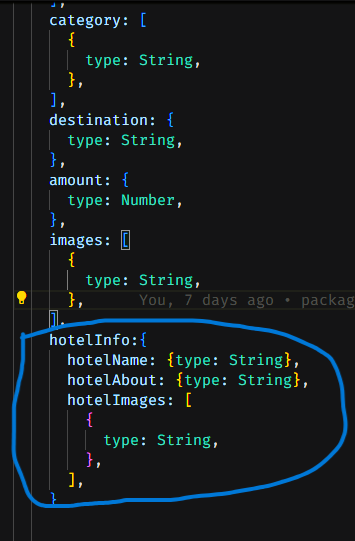 ],
category: [
{
type: String,
},
],
destination: {
type: String,
},
amount: {
type: Number,
},
images: [
{
type: String,
},    You, 7 days ago • packag
],
hotelInfo:{
hotelName: {type: String},
hotelAbout: {type: String},
hotelImages: [
{
type: String,
},
],
}